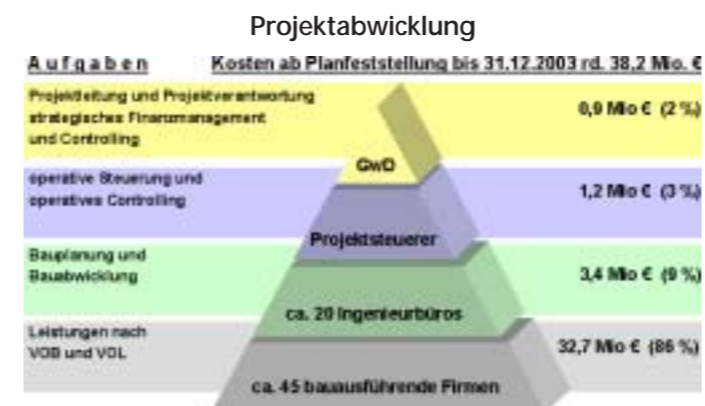 Projektabwicklung
Aufgaben Kosten ab Planfeststellung bis 31.12.2003 rd. 38,2 Mio. €
Projektleitung und Projektverantwortung
strategisches Finanzmanagement
und Controlling
0,9 Mio € (2 %)
GwD
operative Steuerung und
operatives Controlling
1,2 Mio € (3 %)
Projektsteuerer
Bauplanung und
Bauabwicklung
3,4 Mio € (9 %)
ca. 20 Ingenieurbüros
Leistungen nach
VOB und VOL
32,7 Mio € (86 %)
ca. 45 bauausführende Firmen